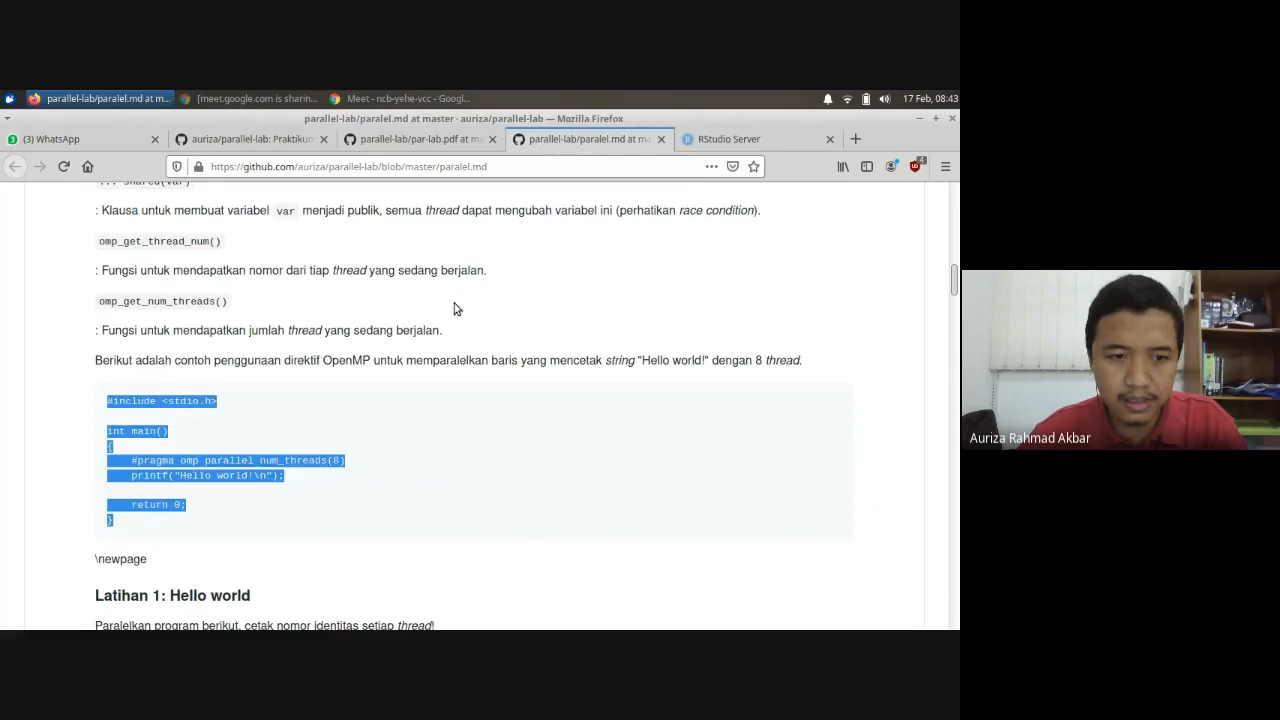 parallel-lab/paralel.md at m...
[meet.google.com is sharin...
Meet - ncb-yehe-vcc - Googl...
17 Feb, 08:43
parallel-lab/paralel.md at master · auriza/parallel-lab — Mozilla Firefox
(3) WhatsApp
auriza/parallel-lab: Praktikum
parallel-lab/par-lab.pdf at ma
parallel-lab/paralel.md at ma
RStudio Server
https://github.com/auriza/parallel-lab/blob/master/paralel.md
4
... shared(var)
: Klausa untuk membuat variabel var menjadi publik, semua thread dapat mengubah variabel ini (perhatikan race condition).
omp_get_thread_num()
: Fungsi untuk mendapatkan nomor dari tiap thread yang sedang berjalan.
omp_get_num_threads()
: Fungsi untuk mendapatkan jumlah thread yang sedang berjalan.
Berikut adalah contoh penggunaan direktif OpenMP untuk memparalelkan baris yang mencetak string "Hello world!" dengan 8 thread.
#include <stdio.h>
int main()
{
#pragma omp parallel num_threads(8)
printf("Hello world!\n");
return 0;
}
\newpage
Latihan 1: Hello world
Paralelkan program berikut, cetak nomor identitas setiap thread!
Auriza Rahmad Akbar